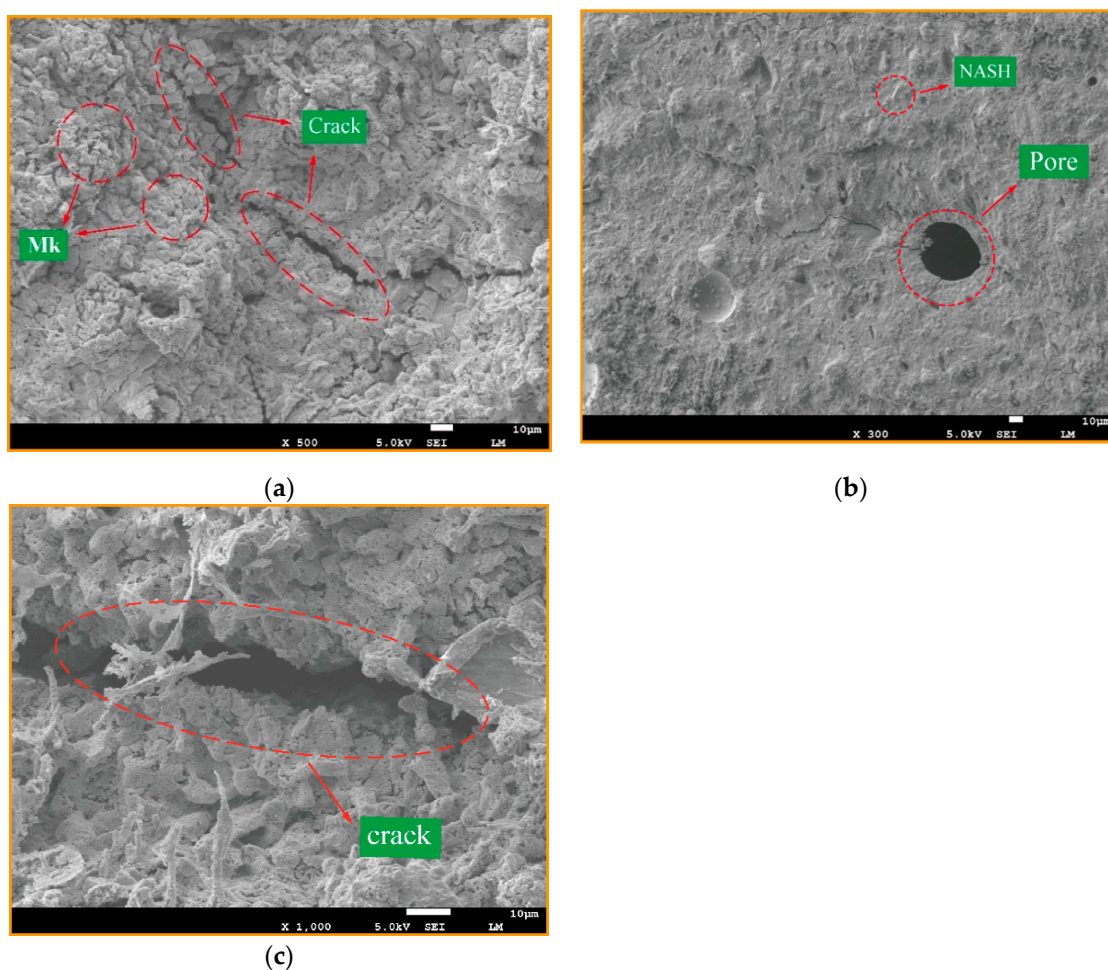 Crack
Mk
10μm
X 500 5.0kV SEI LM
(a)
NASH
Pore
10μm
X 300 5.0kV SEI LM
(b)
crack
10μm
X 1,000 5.0kV SEI LM
(c)